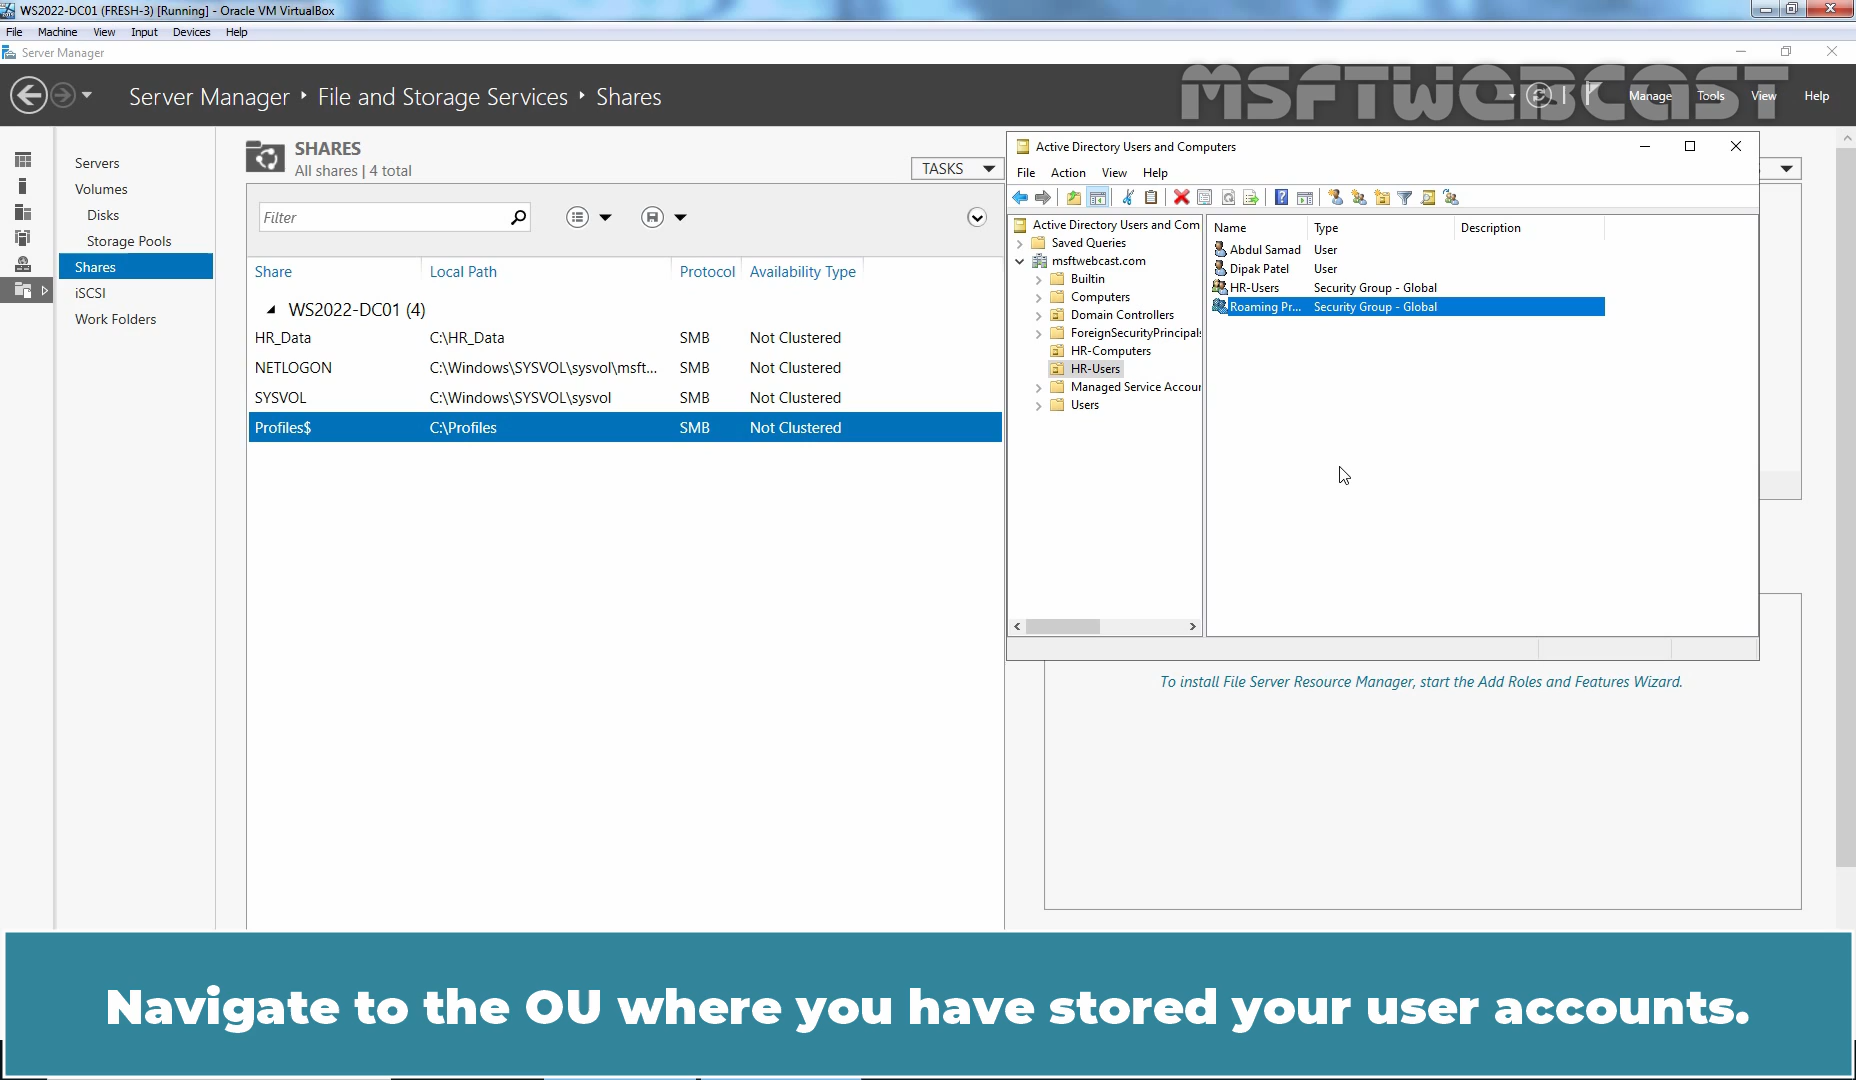 WS2022-DC01 (FRESH-3) [Running] - Oracle VM VirtualBox
File Machine View Input Devices Help
Server Manager
Server Manager File and Storage Services Shares
MSFTWEBCAST
Manage Tools View Help
Servers
Volumes
Disks
Storage Pools
Shares
iSCSI
Work Folders
SHARES
All shares | 4 total
TASKS
Filter
Share Local Path Protocol Availability Type
WS2022-DC01 (4)
HR_Data C:\HR_Data SMB Not Clustered
NETLOGON C:\Windows\SYSVOL\sysvol\msft... SMB Not Clustered
SYSVOL C:\Windows\SYSVOL\sysvol SMB Not Clustered
Profiles$ C:\Profiles SMB Not Clustered
Active Directory Users and Computers
File Action View Help
Active Directory Users and Com
Saved Queries
msftwebcast.com
Builtin
Computers
Domain Controllers
ForeignSecurityPrincipals
HR-Computers
HR-Users
Managed Service Accour
Users
Name Type Description
Abdul Samad User
Dipak Patel User
HR-Users Security Group - Global
Roaming Pr... Security Group - Global
To install File Server Resource Manager, start the Add Roles and Features Wizard.
Navigate to the OU where you have stored your user accounts.